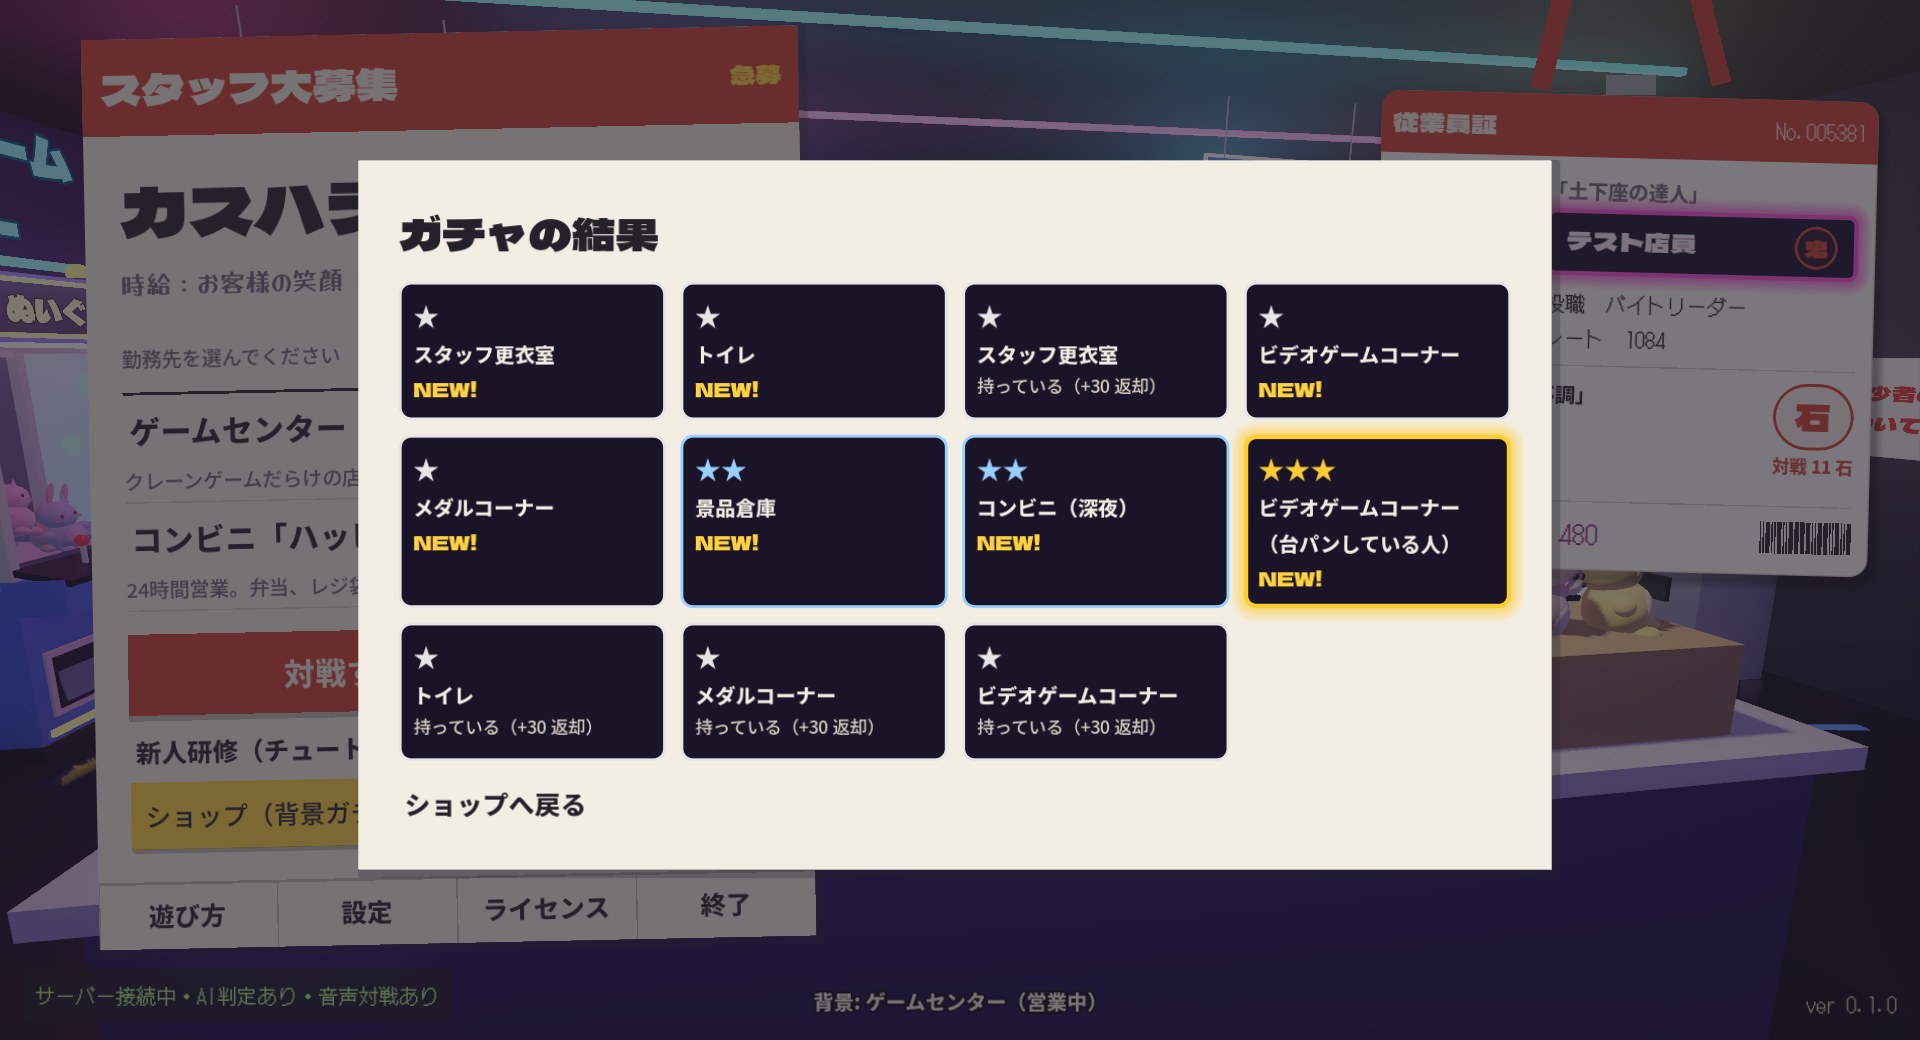 スタッフ大募集
急募
カスハラ
時給：お客様の笑顔
勤務先を選んでください
ゲームセンター
クレーンゲームだらけの店
コンビニ「ハッピ
24時間営業。弁当、レジ袋
対戦す
新人研修（チュート
ショップ（背景ガチ
遊び方
設定
ライセンス
終了
サーバー接続中・AI判定あり・音声対戦あり
ガチャの結果
★
スタッフ更衣室
NEW!
★
トイレ
NEW!
★
スタッフ更衣室
持っている（+30 返却）
★
ビデオゲームコーナー
NEW!
★
メダルコーナー
NEW!
★★
景品倉庫
NEW!
★★
コンビニ（深夜）
NEW!
★★★
ビデオゲームコーナー
（台パンしている人）
NEW!
★
トイレ
持っている（+30 返却）
★
メダルコーナー
持っている（+30 返却）
★
ビデオゲームコーナー
持っている（+30 返却）
ショップへ戻る
従業員証
No. 005381
「土下座の達人」
テスト店員
役職 バイトリーダー
レート 1084
調」
石
対戦 11 石
480
背景: ゲームセンター（営業中）
ver 0.1.0
ーム
ぬいぐ